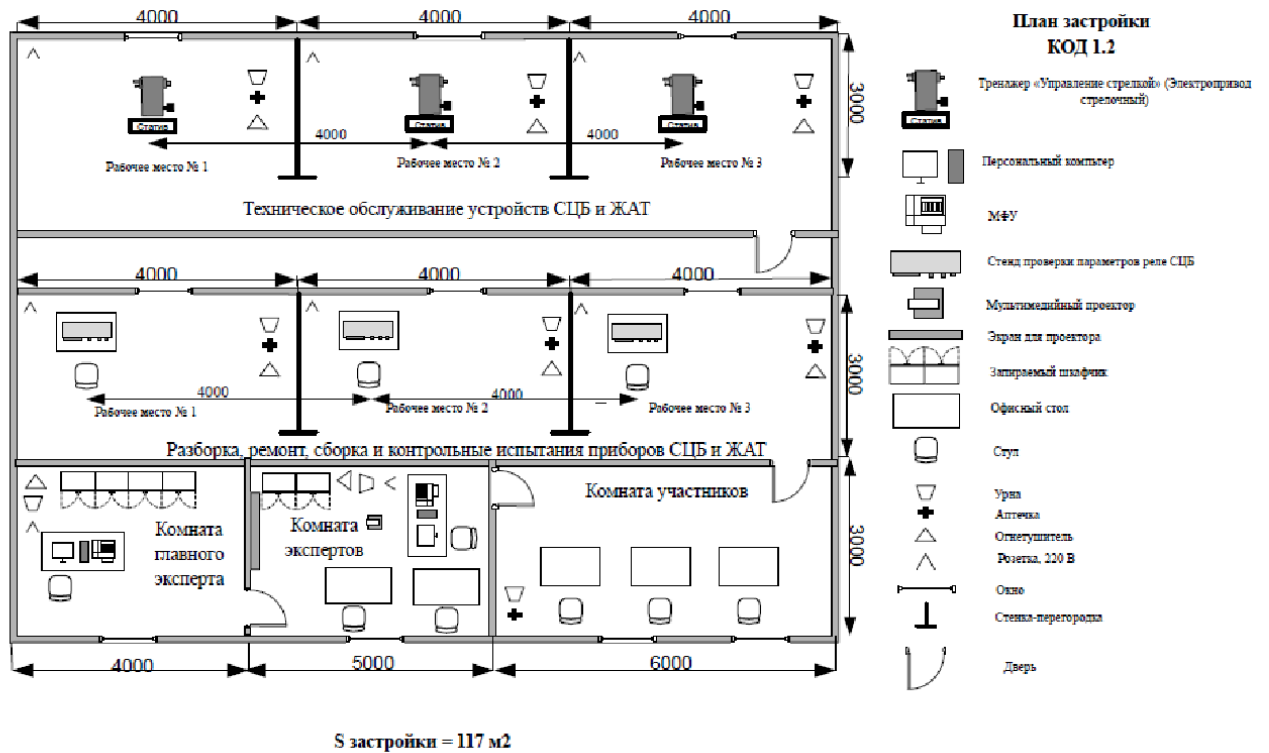 4000
4000
4000
План застройки
КОД 1.2
Статив
Статив
Статив
3000
4000
Рабочее место № 1
Рабочее место № 2
Рабочее место № 3
Техническое обслуживание устройств СЦБ и ЖАТ
4000
4000
4000
4000
4000
3000
Рабочее место № 1
Рабочее место № 2
Рабочее место № 3
Разборка, ремонт, сборка и контрольные испытания приборов СЦБ и ЖАТ
Комната
главного
эксперта
Комната
экспертов
Комната участников
3000
4000
5000
6000
S застройки = 117 м2
Тренажер «Управление стрелкой» (Электропривод
стрелочный)
Статив
Персональный компьтер
МФУ
Стенд проверки параметров реле СЦБ
Мультимедийный проектор
Экран для проектора
Запираемый шкафчик
Офисный стол
Стул
Урна
Аптечка
Огнетушитель
Розетка, 220 В
Окно
Стенка-перегородка
Дверь